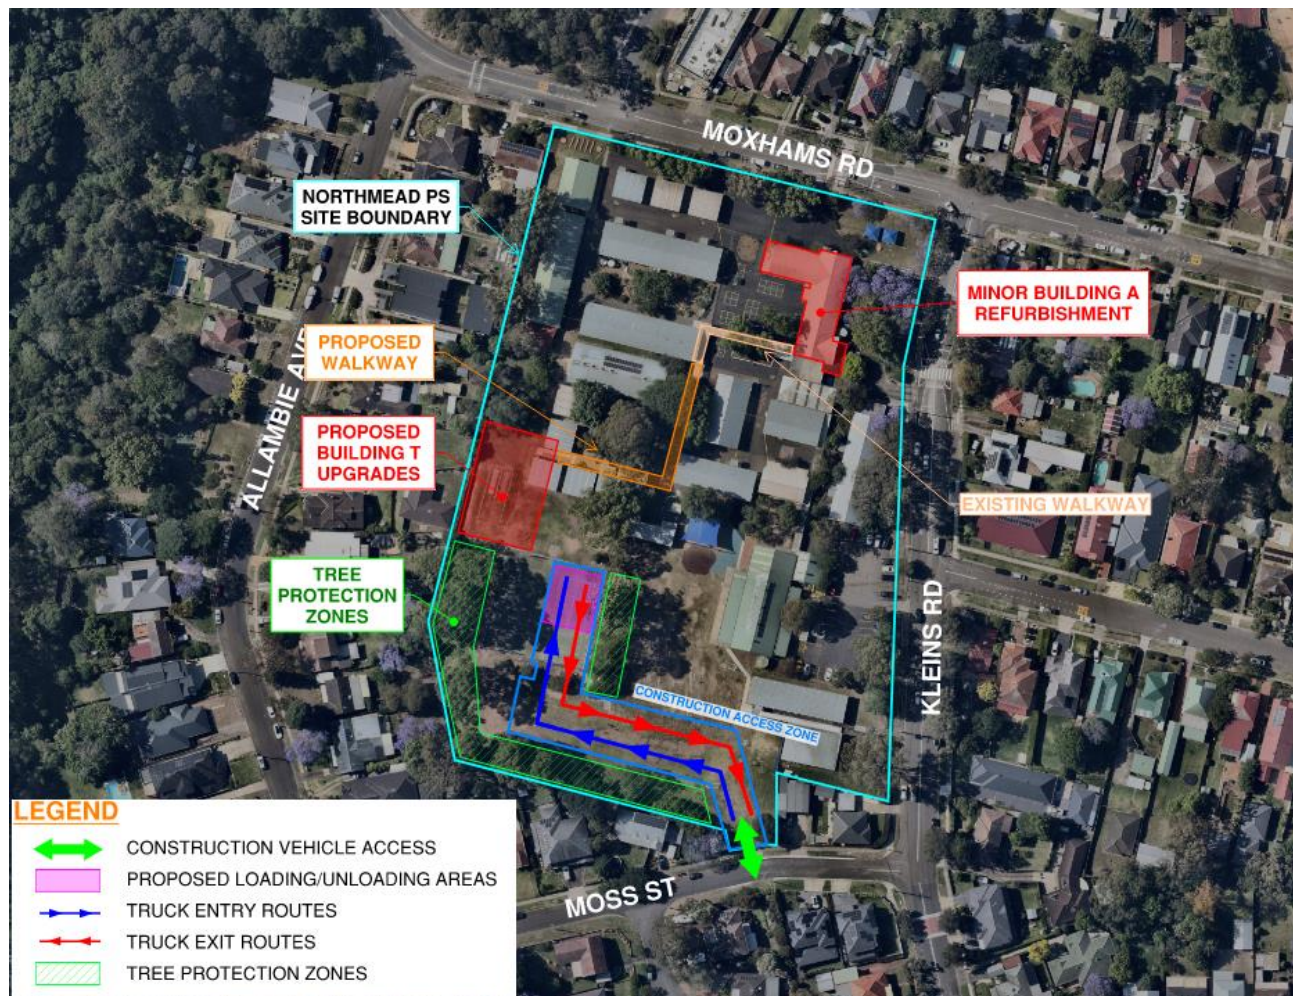 MOXHAMS RD
NORTHMEAD PS
SITE BOUNDARY
MINOR BUILDING A
REFURBISHMENT
PROPOSED
WALKWAY
ALLAMBIE AVE
PROPOSED
BUILDING T
UPGRADES
EXISTING WALKWAY
TREE
PROTECTION
ZONES
KLEINS RD
CONSTRUCTION ACCESS ZONE
MOSS ST
LEGEND
CONSTRUCTION VEHICLE ACCESS
PROPOSED LOADING/UNLOADING AREAS
TRUCK ENTRY ROUTES
TRUCK EXIT ROUTES
TREE PROTECTION ZONES